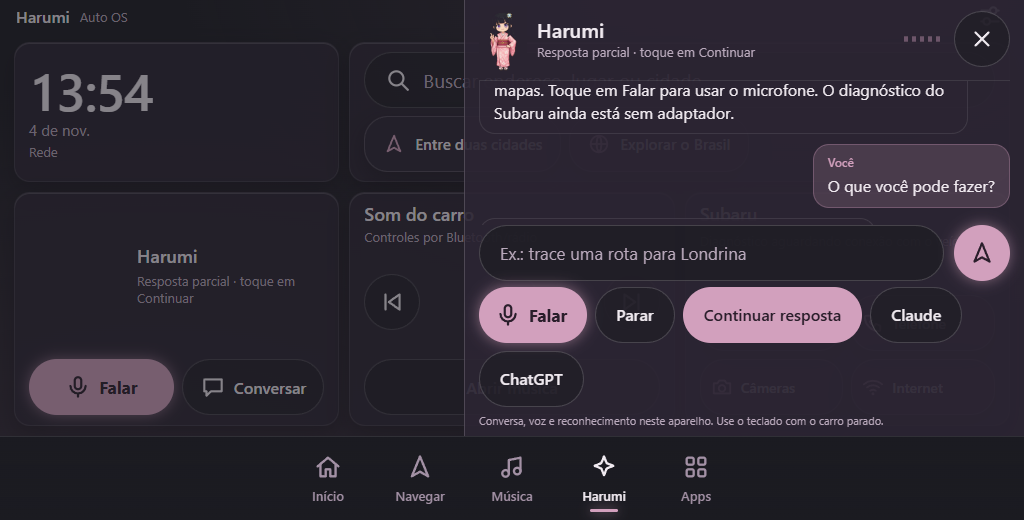 Harumi Auto OS
13:54
4 de nov.
Rede
Entre duas cidades
Explorar o Brasil
Harumi
Resposta parcial · toque em
Continuar
Falar
Conversar
Som do carro
Subaru
Câmeras
Internet
Harumi
Resposta parcial · toque em Continuar
mapas. Toque em Falar para usar o microfone. O diagnóstico do
Subaru ainda está sem adaptador.
Você
O que você pode fazer?
Ex.: trace uma rota para Londrina
Falar
Parar
Continuar resposta
Claude
ChatGPT
Conversa, voz e reconhecimento neste aparelho. Use o teclado com o carro parado.
Início
Navegar
Música
Harumi
Apps